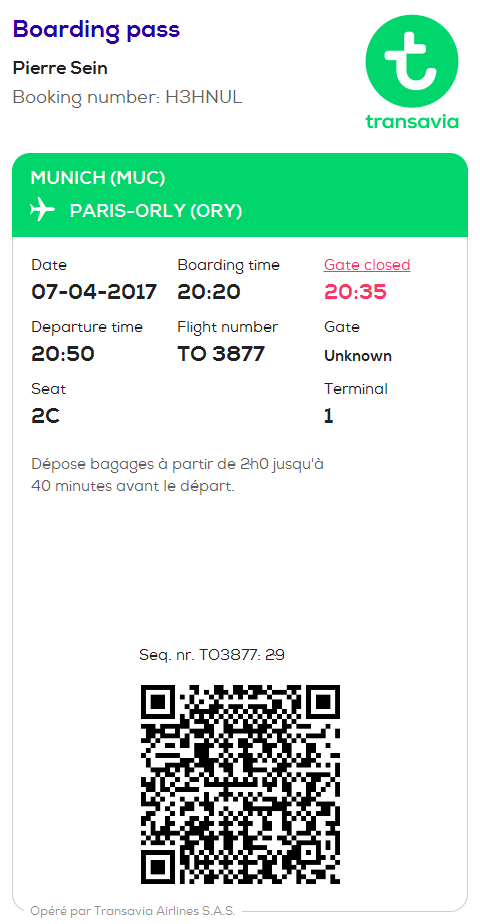 Boarding pass
Pierre Sein
Booking number: H3HNUL
transavia
MUNICH (MUC)
PARIS-ORLY (ORY)
Date Boarding time Gate closed
07-04-2017 20:20 20:35
Departure time Flight number Gate
20:50 TO 3877 Unknown
Seat Terminal
2C 1
Dépose bagages à partir de 2h0 jusqu'à
40 minutes avant le départ.
Seq. nr. TO3877: 29
Opéré par Transavia Airlines S.A.S.